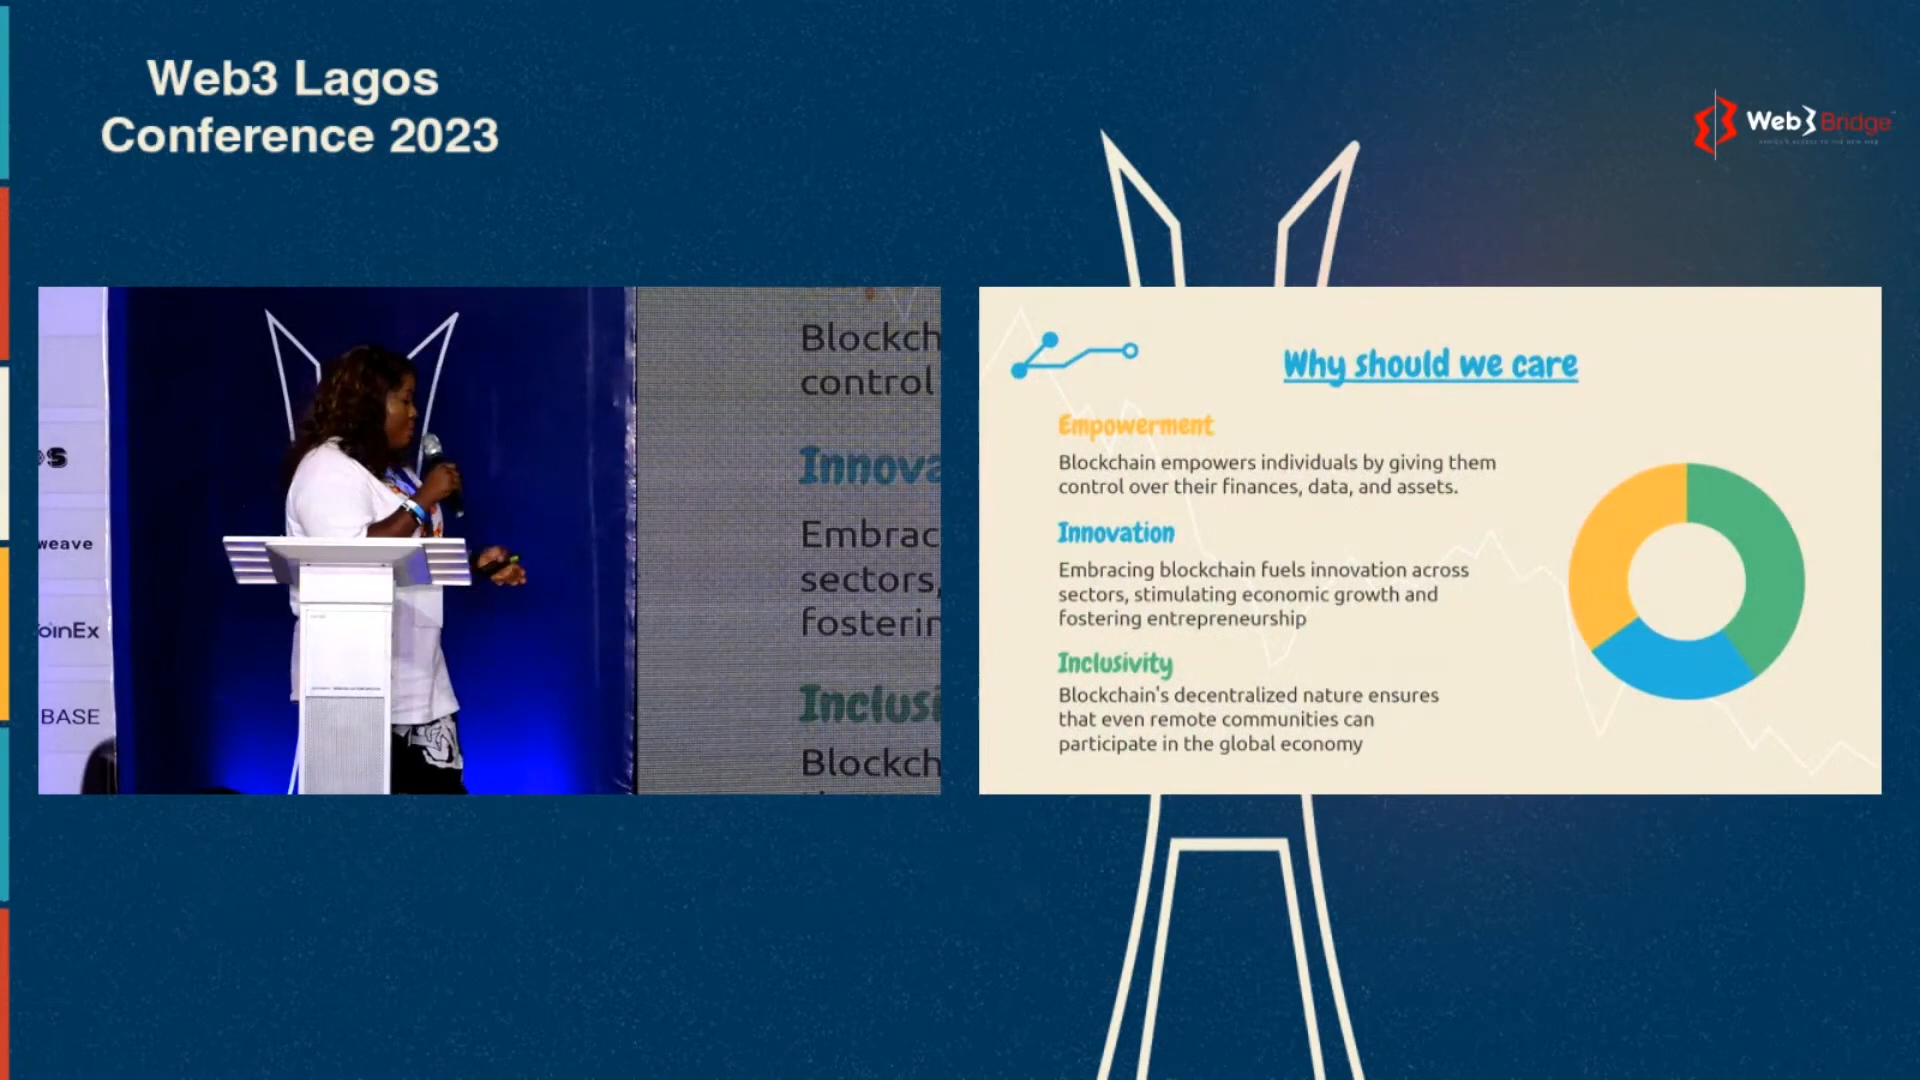 Web3 Lagos
Conference 2023
Web3Bridge
Blockch
control
Innova
Embrac
sectors,
fosterin
Inclusi
Blockch
weave
oinEx
BASE
Why should we care
Empowerment
Blockchain empowers individuals by giving them
control over their finances, data, and assets.
Innovation
Embracing blockchain fuels innovation across
sectors, stimulating economic growth and
fostering entrepreneurship
Inclusivity
Blockchain's decentralized nature ensures
that even remote communities can
participate in the global economy